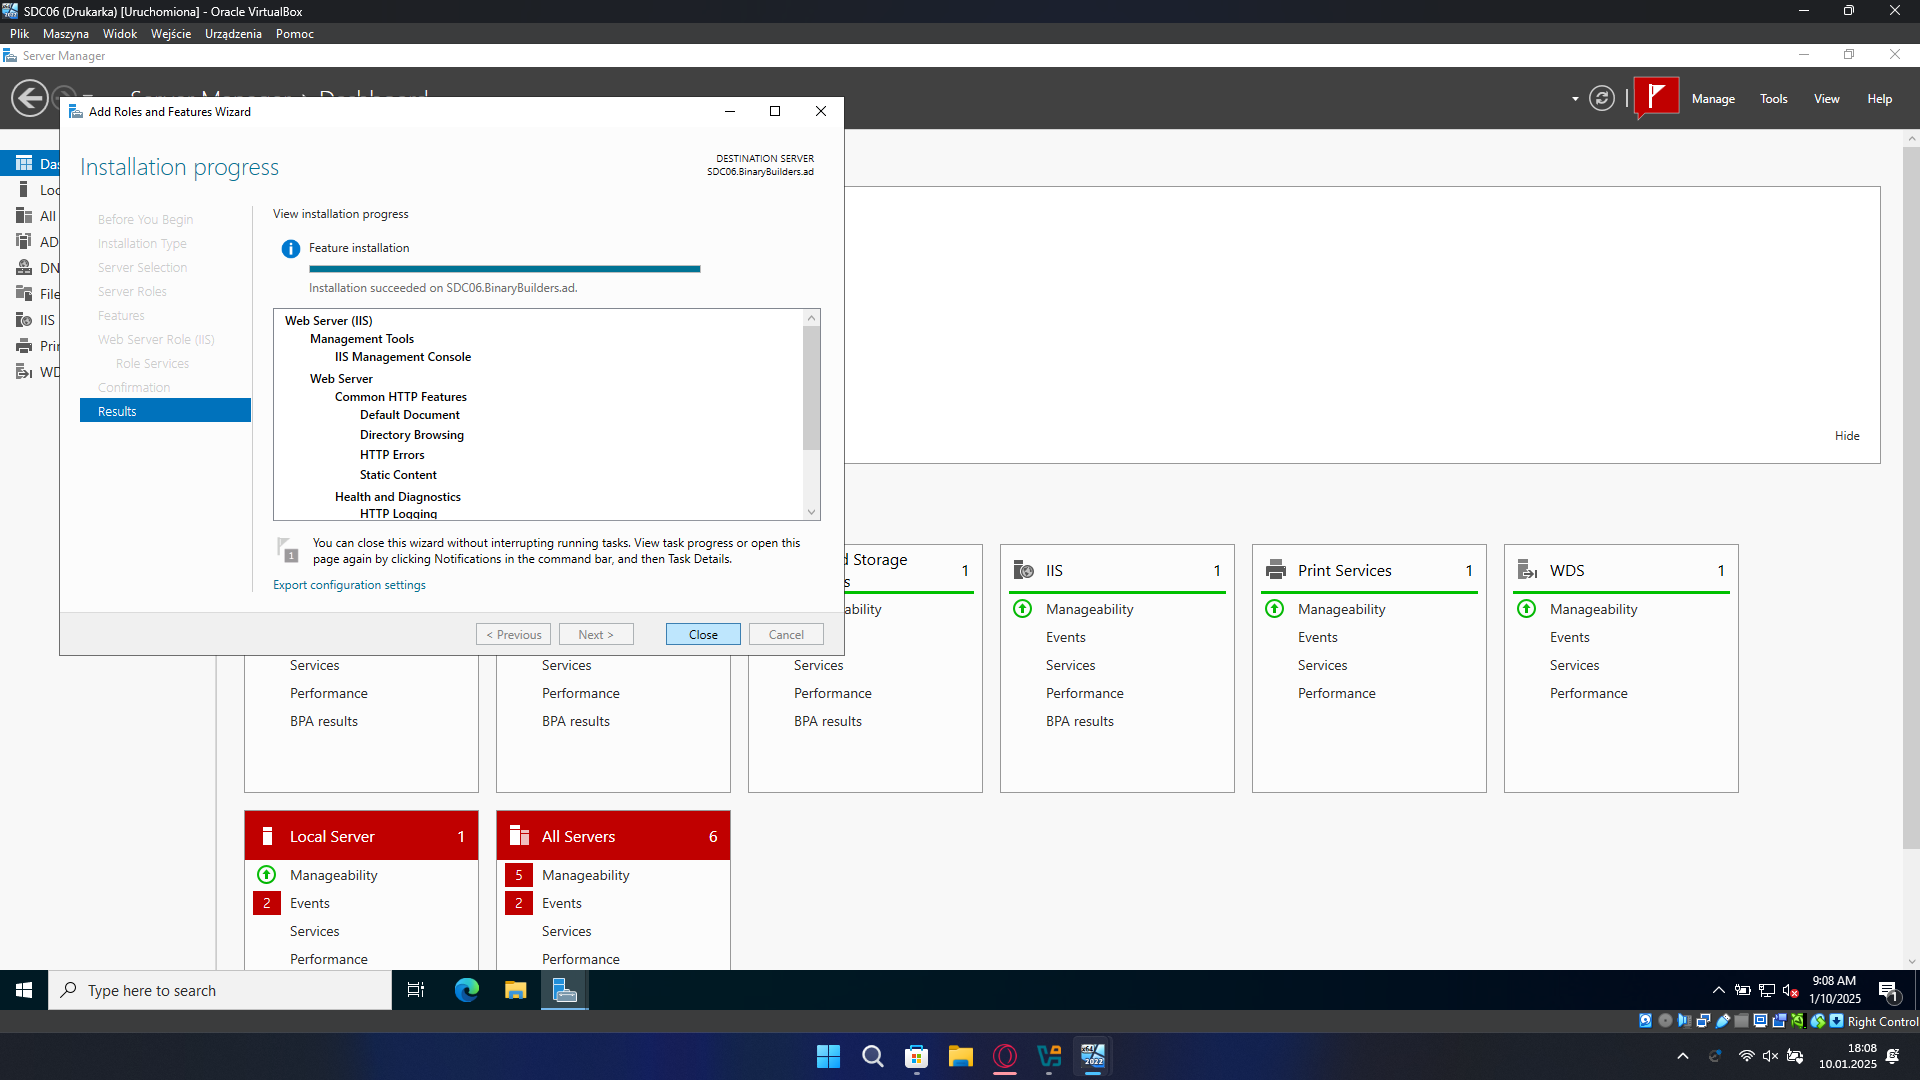 SDC06 (Drukarka) [Uruchomiona] - Oracle VirtualBox
Plik Maszyna Widok Wejście Urządzenia Pomoc
Server Manager
Manage Tools View Help
Add Roles and Features Wizard
Installation progress
DESTINATION SERVER
SDC06.BinaryBuilders.ad
Before You Begin
Installation Type
Server Selection
Server Roles
Features
Web Server Role (IIS)
Role Services
Confirmation
Results
View installation progress
Feature installation
Installation succeeded on SDC06.BinaryBuilders.ad.
Web Server (IIS)
Management Tools
IIS Management Console
Web Server
Common HTTP Features
Default Document
Directory Browsing
HTTP Errors
Static Content
Health and Diagnostics
HTTP Logging
1
You can close this wizard without interrupting running tasks. View task progress or open this
page again by clicking Notifications in the command bar, and then Task Details.
Export configuration settings
< Previous Next > Close Cancel
All
AD
DN
File
IIS
Hide
Storage 1
Services
Performance
BPA results
Services
Performance
BPA results
Services
Performance
BPA results
IIS 1
Manageability
Events
Services
Performance
BPA results
Print Services 1
Manageability
Events
Services
Performance
WDS 1
Manageability
Events
Services
Performance
Local Server 1
Manageability
2 Events
Services
Performance
All Servers 6
5 Manageability
2 Events
Services
Performance
Type here to search
9:08 AM
1/10/2025
1
Right Control
x64
2022
18:08
10.01.2025